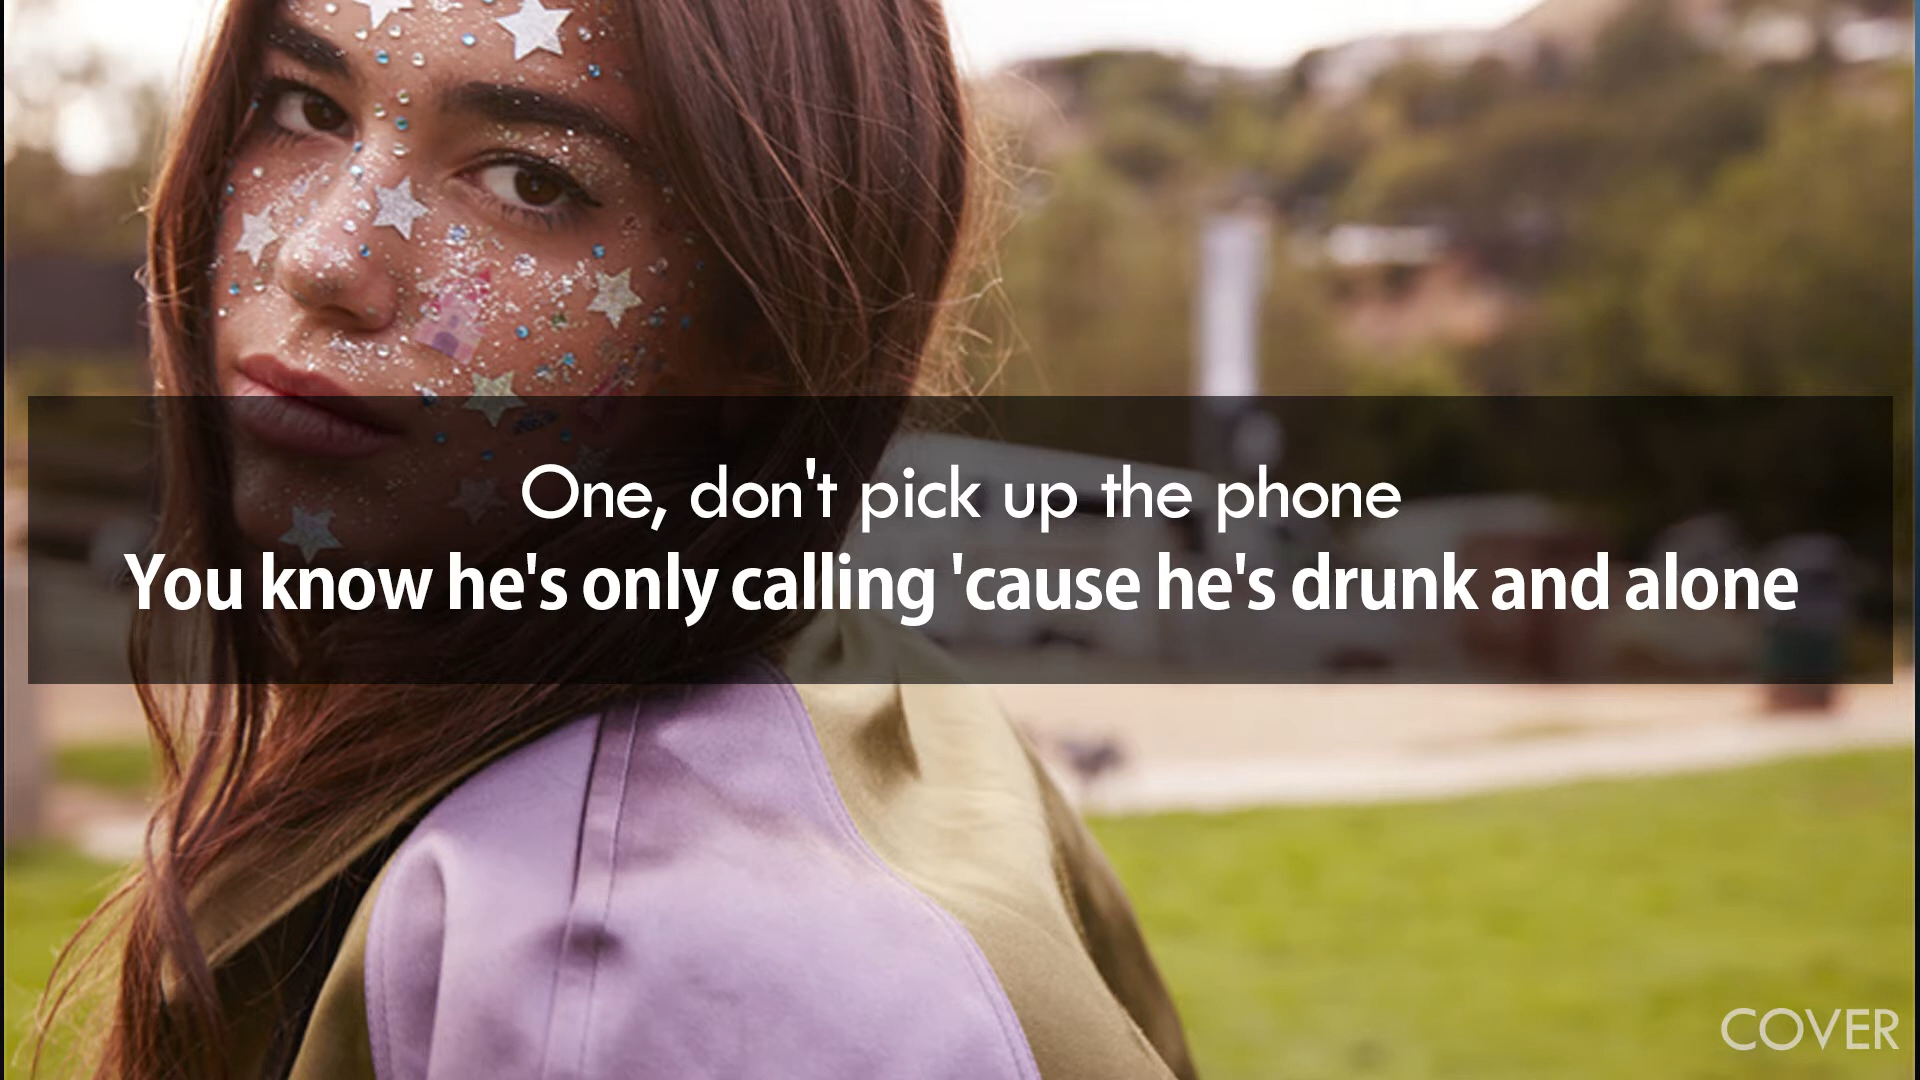 One, don't pick up the phone
You know he's only calling 'cause he's drunk and alone
COVER